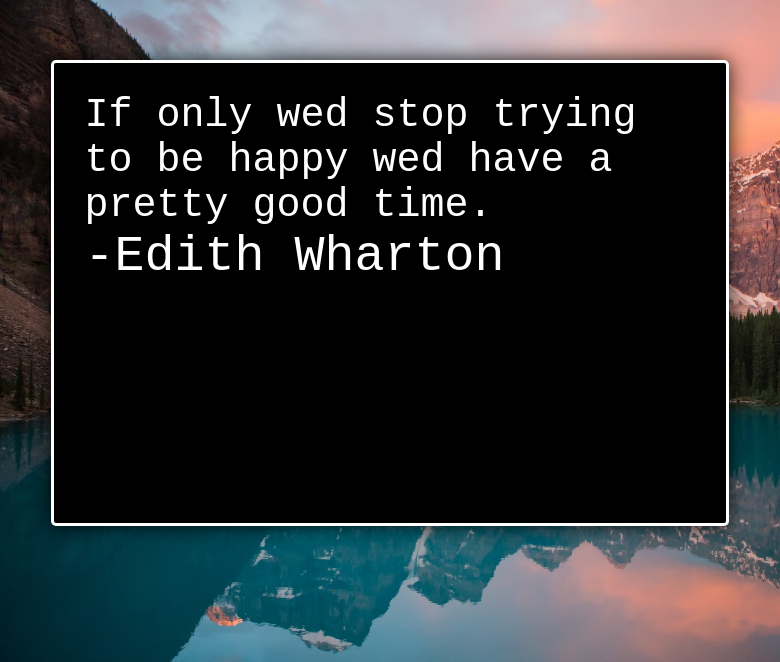 If only wed stop trying
to be happy wed have a
pretty good time.
-Edith Wharton